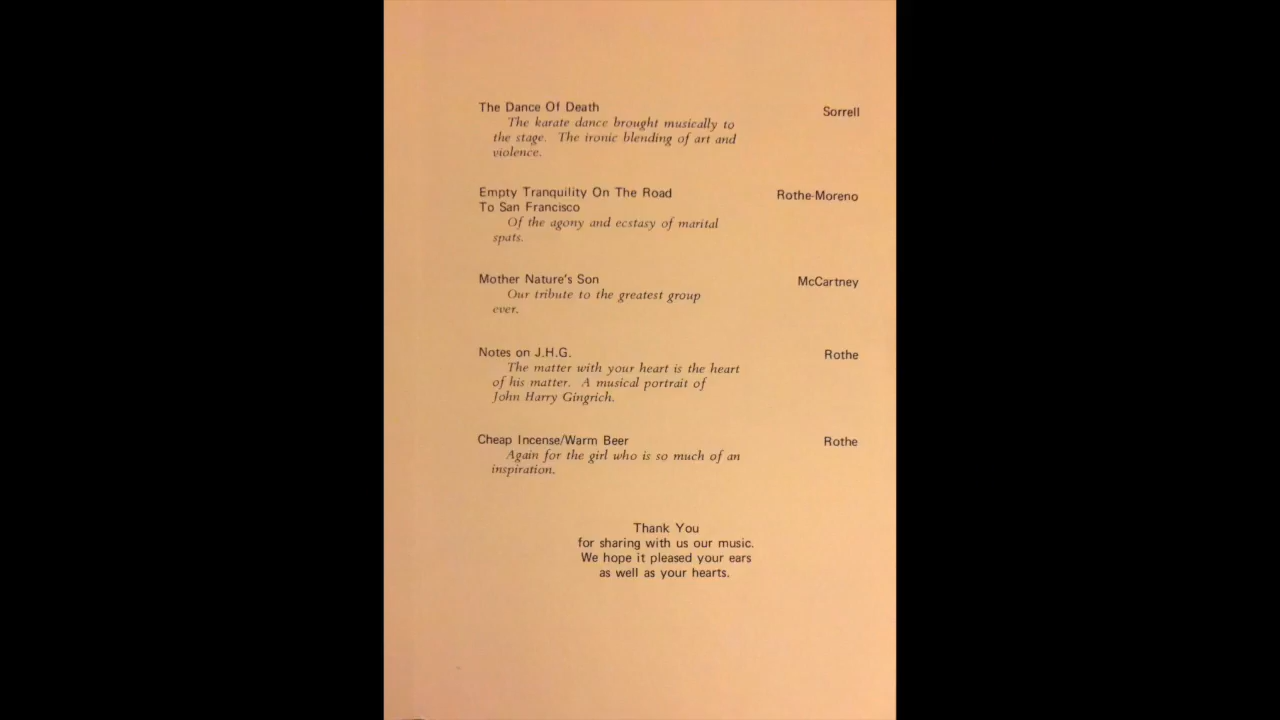 The Dance Of Death Sorrell
The karate dance brought musically to
the stage. The ironic blending of art and
violence.
Empty Tranquility On The Road Rothe-Moreno
To San Francisco
Of the agony and ecstasy of marital
spats.
Mother Nature's Son McCartney
Our tribute to the greatest group
ever.
Notes on J.H.G. Rothe
The matter with your heart is the heart
of his matter. A musical portrait of
John Harry Gingrich.
Cheap Incense/Warm Beer Rothe
Again for the girl who is so much of an
inspiration.
Thank You
for sharing with us our music.
We hope it pleased your ears
as well as your hearts.